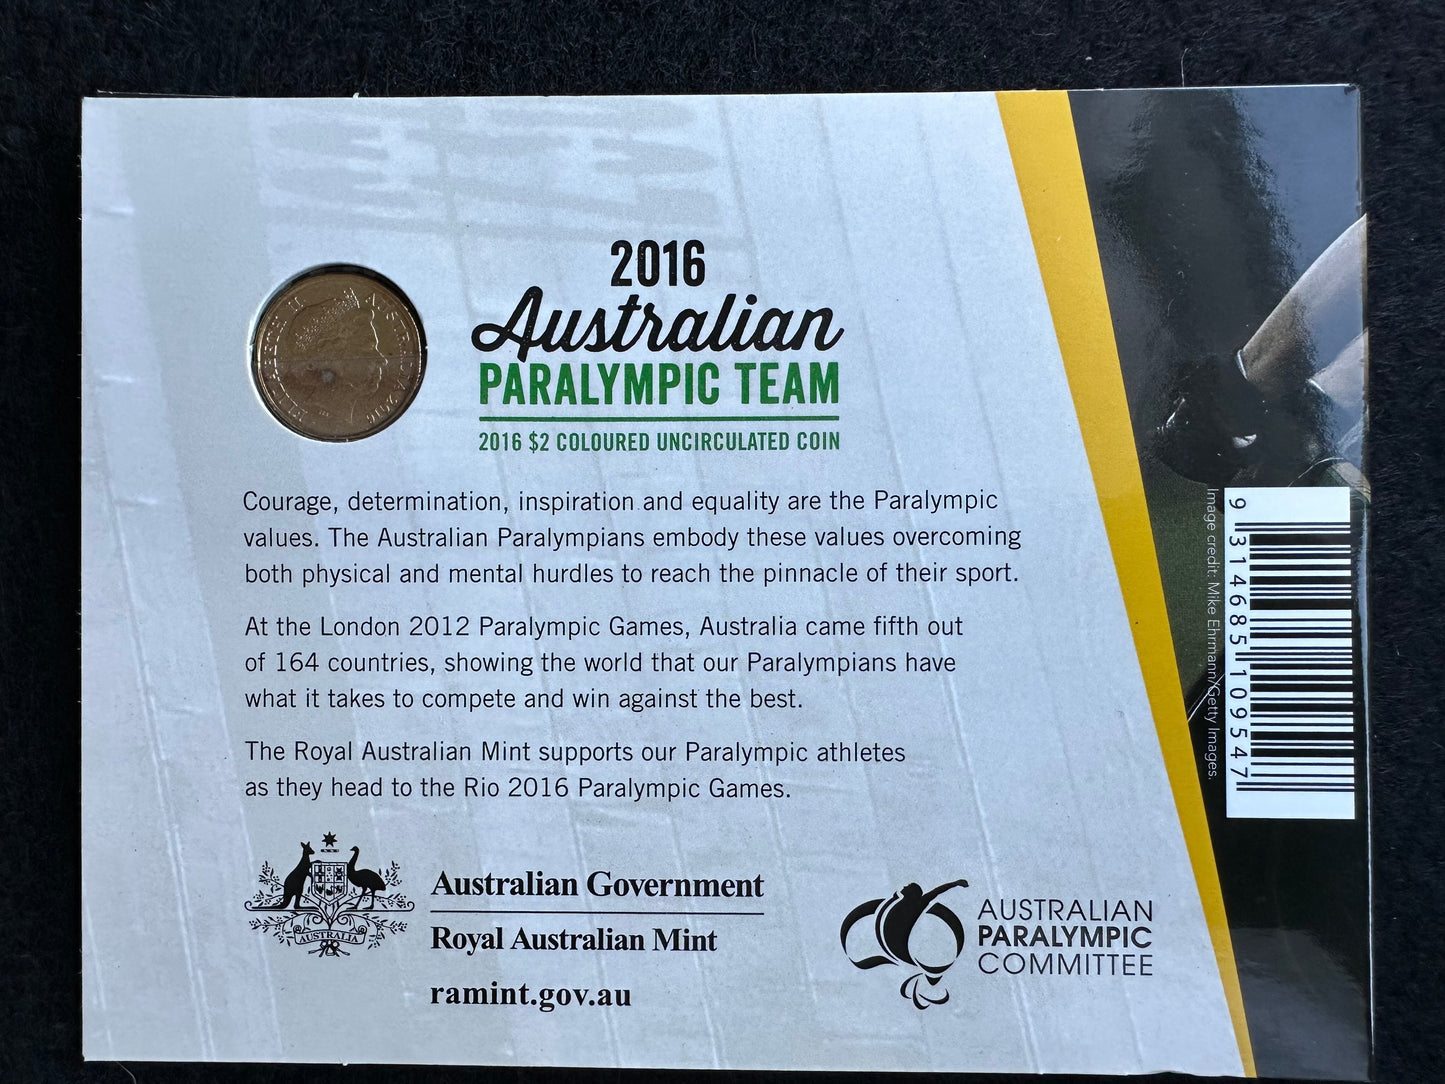 2016
Australian
PARALYMPIC TEAM
2016 $2 COLOURED UNCIRCULATED COIN
ELIZABETH II AUSTRALIA 2016
Courage, determination, inspiration and equality are the Paralympic
values. The Australian Paralympians embody these values overcoming
both physical and mental hurdles to reach the pinnacle of their sport.
At the London 2012 Paralympic Games, Australia came fifth out
of 164 countries, showing the world that our Paralympians have
what it takes to compete and win against the best.
The Royal Australian Mint supports our Paralympic athletes
as they head to the Rio 2016 Paralympic Games.
AUSTRALIA
Australian Government
Royal Australian Mint
ramint.gov.au
AUSTRALIAN
PARALYMPIC
COMMITTEE
Image credit: Mike Ehrmann/Getty Images.
9 314685 109547